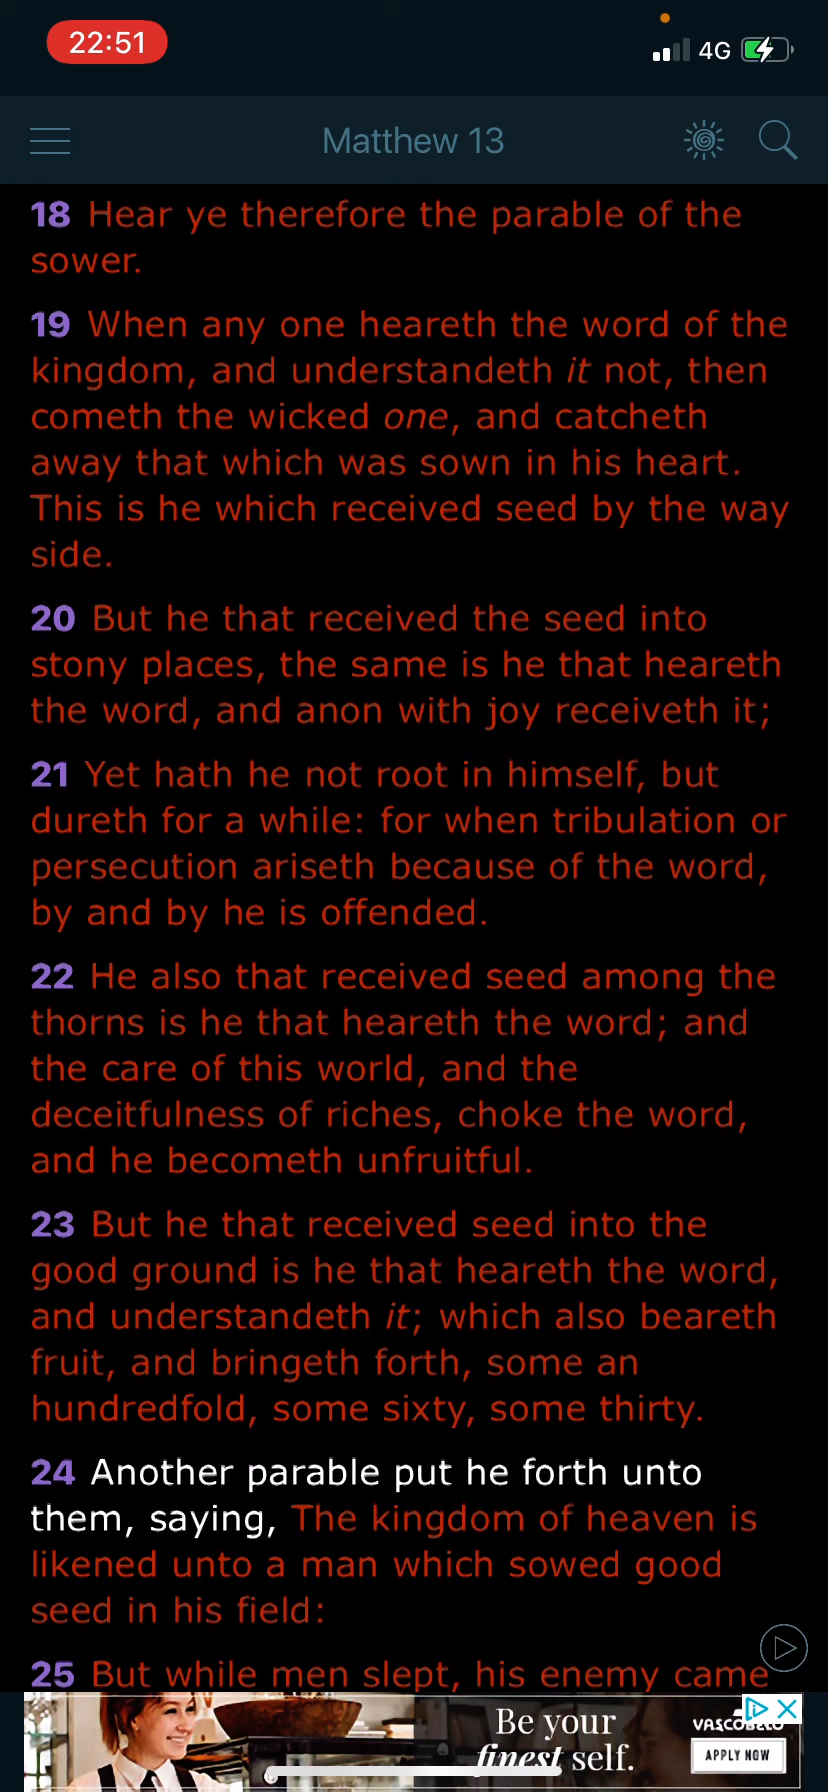 22:51
4G
Matthew 13
18 Hear ye therefore the parable of the
sower.
19 When any one heareth the word of the
kingdom, and understandeth it not, then
cometh the wicked one, and catcheth
away that which was sown in his heart.
This is he which received seed by the way
side.
20 But he that received the seed into
stony places, the same is he that heareth
the word, and anon with joy receiveth it;
21 Yet hath he not root in himself, but
dureth for a while: for when tribulation or
persecution ariseth because of the word,
by and by he is offended.
22 He also that received seed among the
thorns is he that heareth the word; and
the care of this world, and the
deceitfulness of riches, choke the word,
and he becometh unfruitful.
23 But he that received seed into the
good ground is he that heareth the word,
and understandeth it; which also beareth
fruit, and bringeth forth, some an
hundredfold, some sixty, some thirty.
24 Another parable put he forth unto
them, saying, The kingdom of heaven is
likened unto a man which sowed good
seed in his field:
25 But while men slept, his enemy came
Be your
finest self.
VASCOBELO
APPLY NOW